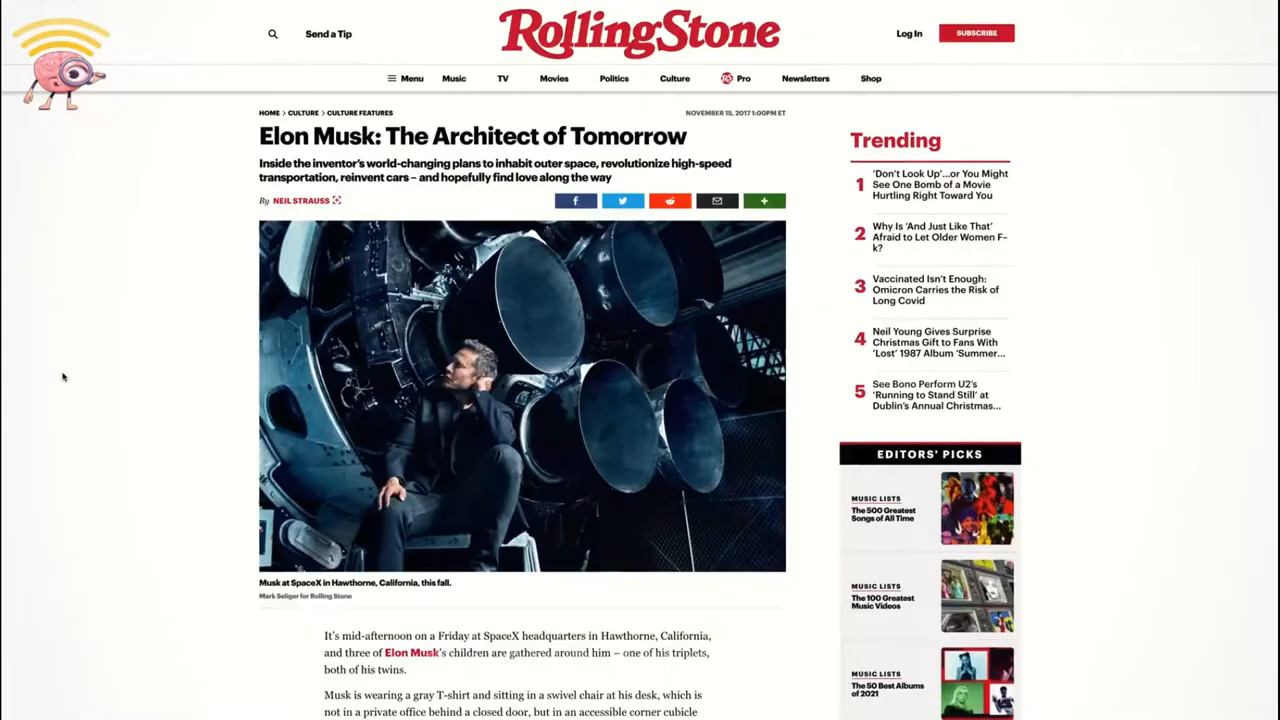 Send a Tip
RollingStone
Log In
SUBSCRIBE
Menu
Music
TV
Movies
Politics
Culture
RS Pro
Newsletters
Shop
HOME > CULTURE > CULTURE FEATURES
NOVEMBER 15, 2017 1:00PM ET
Elon Musk: The Architect of Tomorrow
Inside the inventor's world-changing plans to inhabit outer space, revolutionize high-speed
transportation, reinvent cars – and hopefully find love along the way
By NEIL STRAUSS
Musk at SpaceX in Hawthorne, California, this fall.
Mark Seliger for Rolling Stone
It's mid-afternoon on a Friday at SpaceX headquarters in Hawthorne, California,
and three of Elon Musk's children are gathered around him – one of his triplets,
both of his twins.
Musk is wearing a gray T-shirt and sitting in a swivel chair at his desk, which is
not in a private office behind a closed door, but in an accessible corner cubicle
Trending
1
'Don't Look Up'...or You Might
See One Bomb of a Movie
Hurtling Right Toward You
2
Why Is 'And Just Like That'
Afraid to Let Older Women F–
k?
3
Vaccinated Isn't Enough:
Omicron Carries the Risk of
Long Covid
4
Neil Young Gives Surprise
Christmas Gift to Fans With
'Lost' 1987 Album 'Summer...
5
See Bono Perform U2's
'Running to Stand Still' at
Dublin's Annual Christmas...
EDITORS' PICKS
MUSIC LISTS
The 500 Greatest
Songs of All Time
MUSIC LISTS
The 100 Greatest
Music Videos
MUSIC LISTS
The 50 Best Albums
of 2021